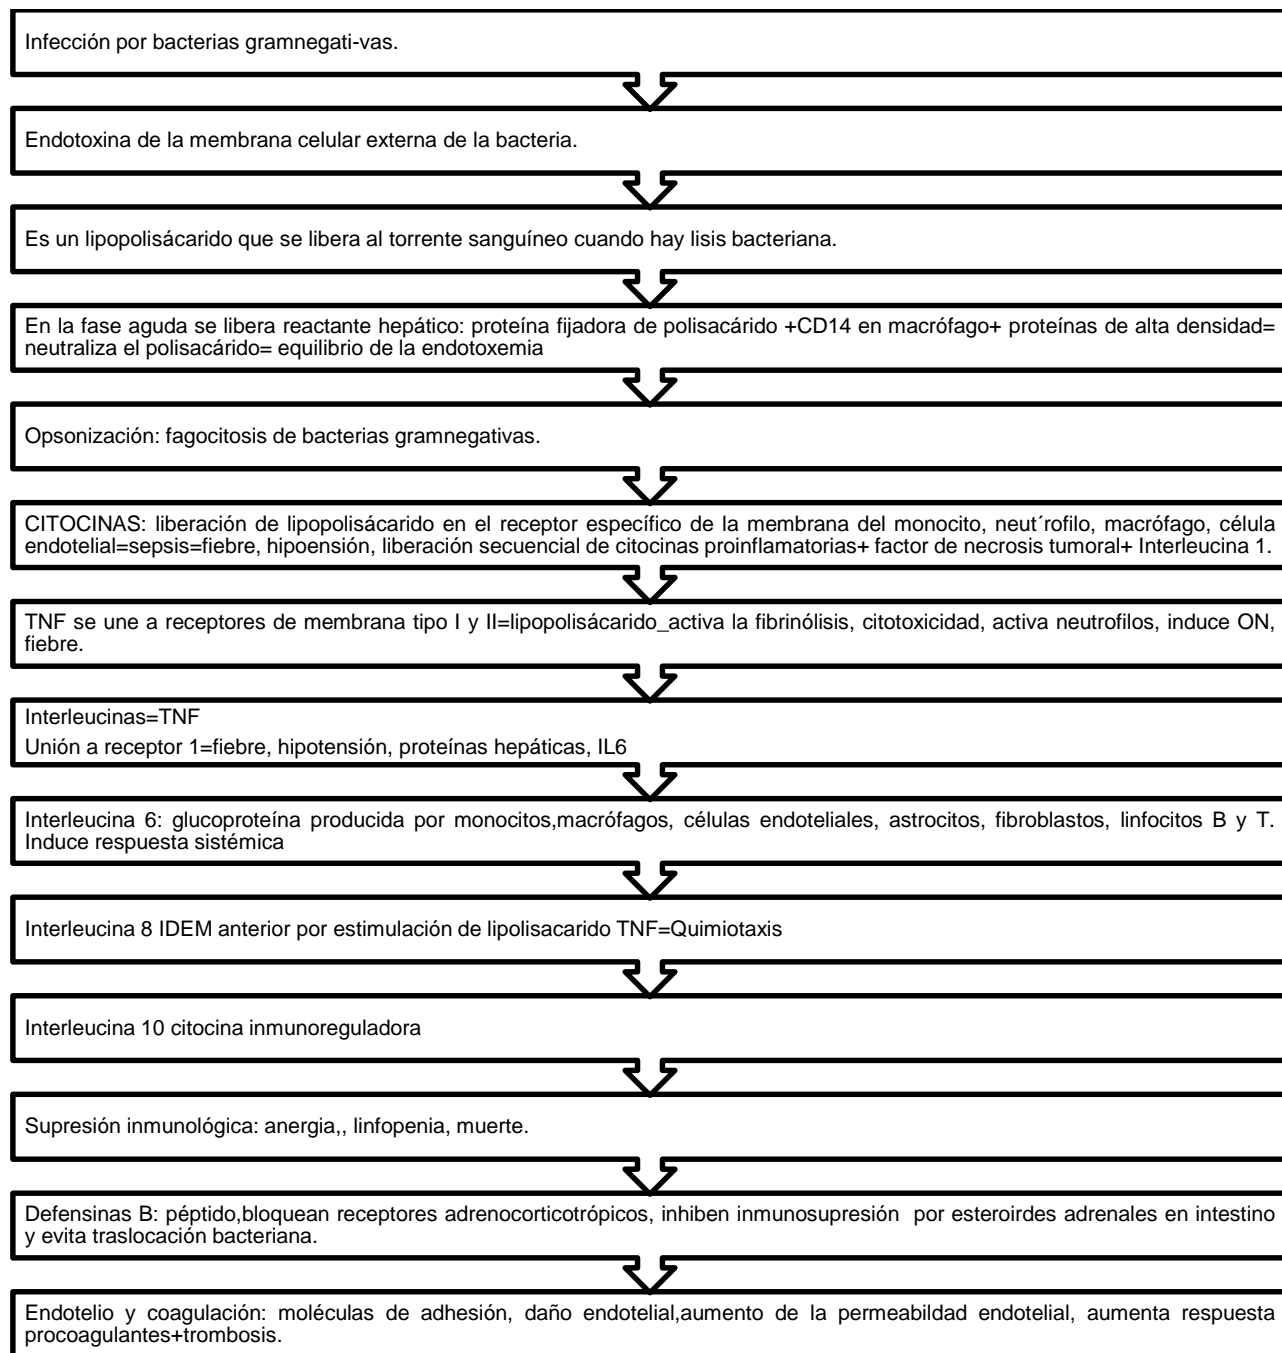 Infección por bacterias gramnegati-vas.
Endotoxina de la membrana celular externa de la bacteria.
Es un lipopolisácarido que se libera al torrente sanguíneo cuando hay lisis bacteriana.
En la fase aguda se libera reactante hepático: proteína fijadora de polisacárido +CD14 en macrófago+ proteínas de alta densidad=
neutraliza el polisacárido= equilibrio de la endotoxemia
Opsonización: fagocitosis de bacterias gramnegativas.
CITOCINAS: liberación de lipopolisácarido en el receptor específico de la membrana del monocito, neut´rofilo, macrófago, célula
endotelial=sepsis=fiebre, hipoensión, liberación secuencial de citocinas proinflamatorias+ factor de necrosis tumoral+ Interleucina 1.
TNF se une a receptores de membrana tipo I y II=lipopolisácarido_activa la fibrinólisis, citotoxicidad, activa neutrofilos, induce ON,
fiebre.
Interleucinas=TNF
Unión a receptor 1=fiebre, hipotensión, proteínas hepáticas, IL6
Interleucina 6: glucoproteína producida por monocitos,macrófagos, células endoteliales, astrocitos, fibroblastos, linfocitos B y T.
Induce respuesta sistémica
Interleucina 8 IDEM anterior por estimulación de lipolisacarido TNF=Quimiotaxis
Interleucina 10 citocina inmunoreguladora
Supresión inmunológica: anergia,, linfopenia, muerte.
Defensinas B: péptido,bloquean receptores adrenocorticotrópicos, inhiben inmunosupresión por esteroirdes adrenales en intestino
y evita traslocación bacteriana.
Endotelio y coagulación: moléculas de adhesión, daño endotelial,aumento de la permeabildad endotelial, aumenta respuesta
procoagulantes+trombosis.